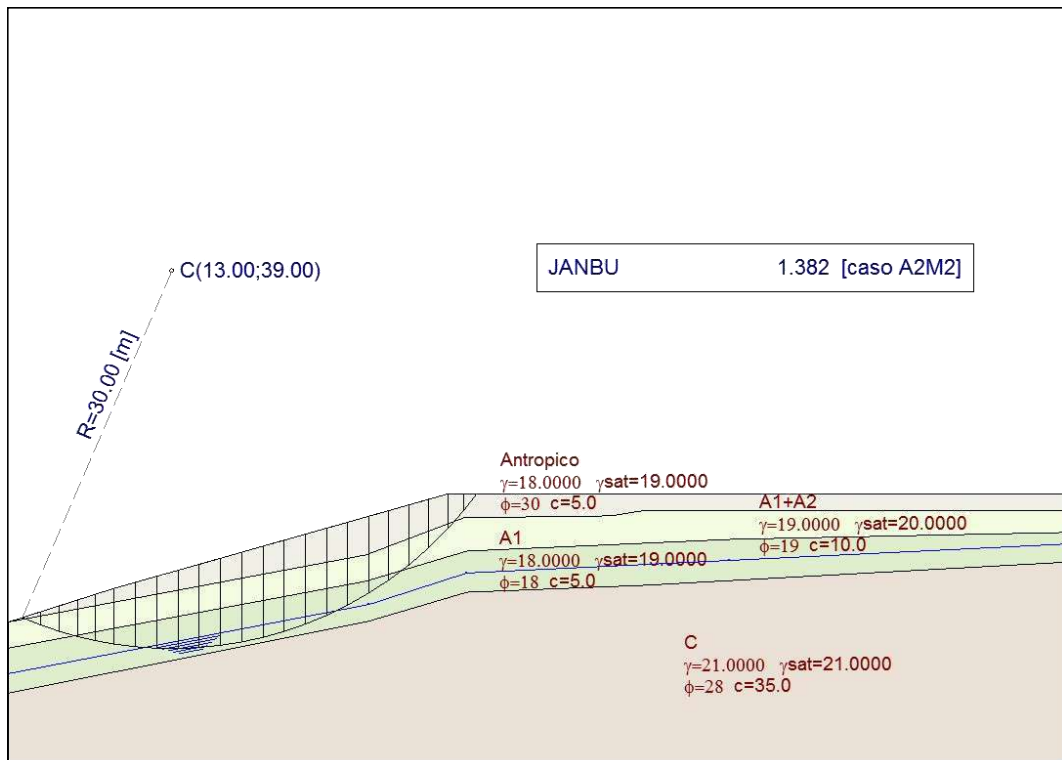 C(13.00;39.00)
JANBU 1.382 [caso A2M2]
R=30.00 [m]
Antropico
γ=18.0000 γsat=19.0000
ϕ=30 c=5.0
A1+A2
γ=19.0000 γsat=20.0000
ϕ=19 c=10.0
A1
γ=18.0000 γsat=19.0000
ϕ=18 c=5.0
C
γ=21.0000 γsat=21.0000
ϕ=28 c=35.0